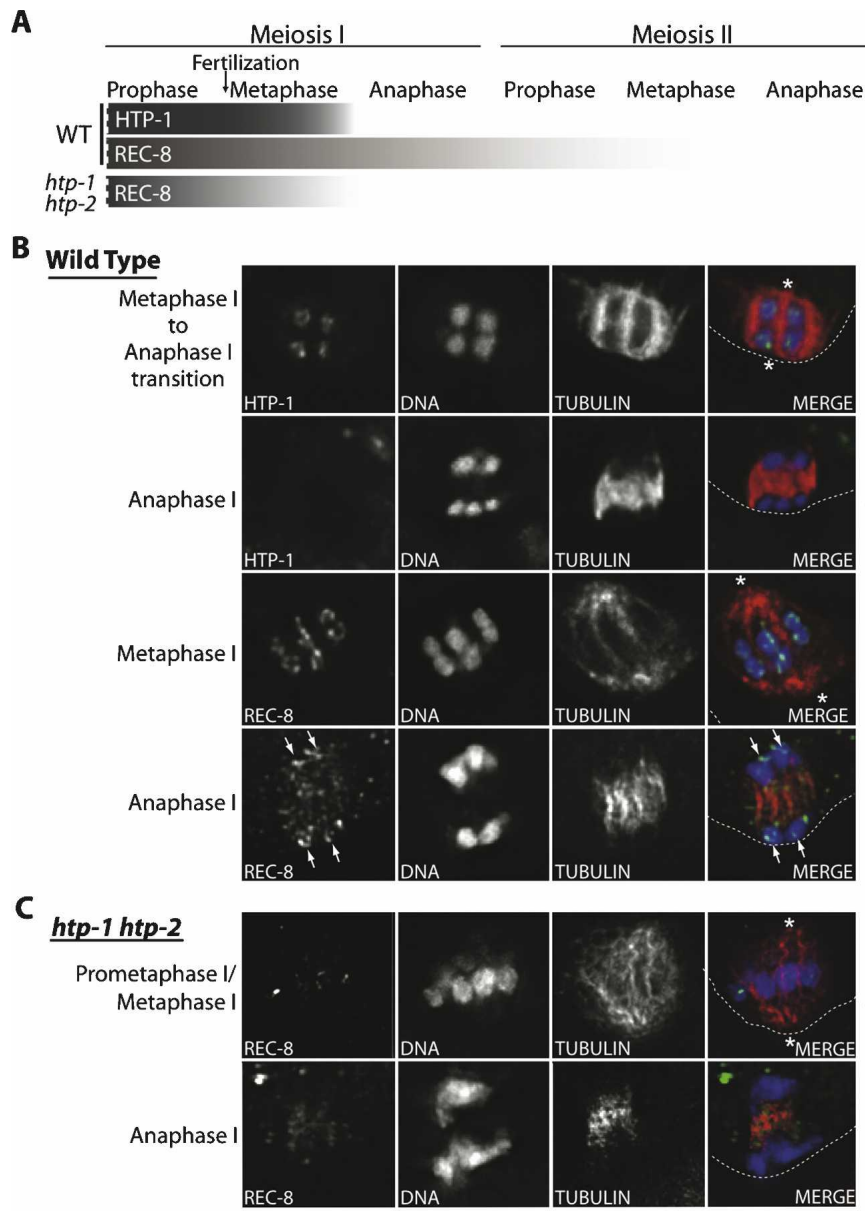 A
Meiosis I Meiosis II
Fertilization
Prophase Metaphase Anaphase Prophase Metaphase Anaphase
WT
HTP-1
REC-8
htp-1
htp-2
REC-8
B Wild Type
Metaphase I
to
Anaphase I
transition
HTP-1 DNA TUBULIN MERGE
* *
Anaphase I
HTP-1 DNA TUBULIN MERGE
Metaphase I
REC-8 DNA TUBULIN MERGE
* *
Anaphase I
REC-8 DNA TUBULIN MERGE
C htp-1 htp-2
Prometaphase I/
Metaphase I
REC-8 DNA TUBULIN MERGE
* *
Anaphase I
REC-8 DNA TUBULIN MERGE